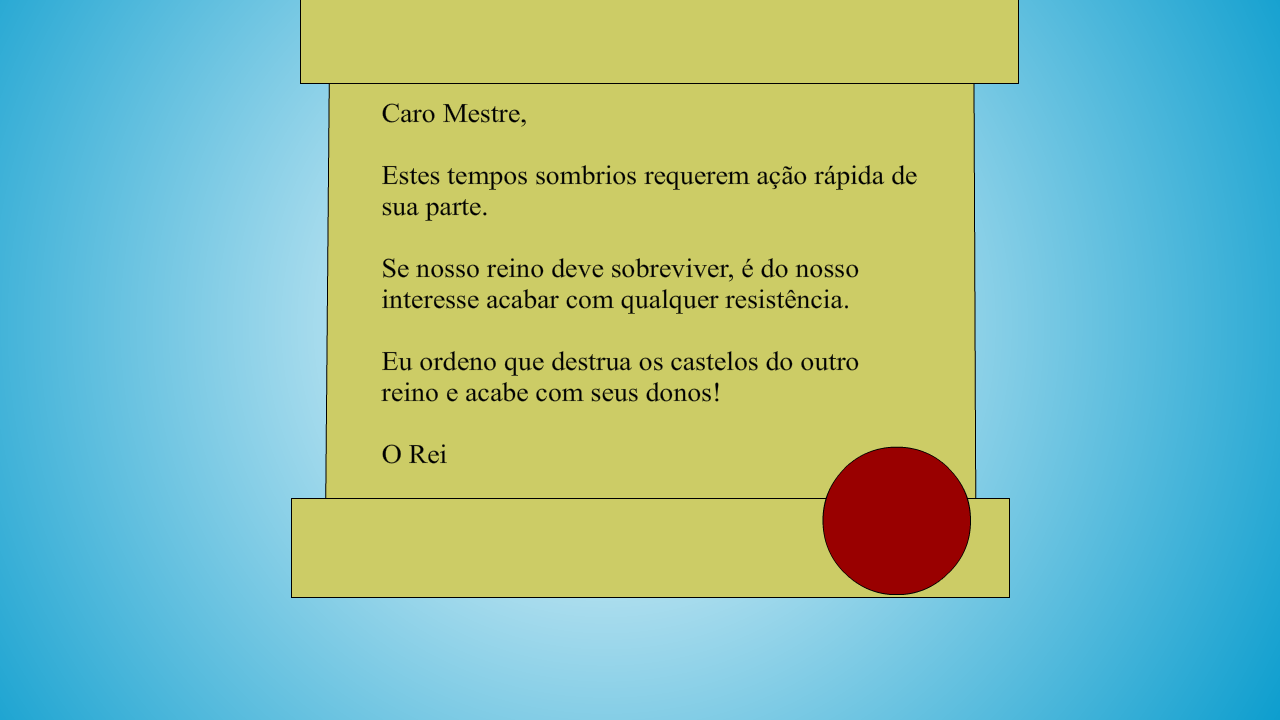 Caro Mestre,
Estes tempos sombrios requerem ação rápida de
sua parte.
Se nosso reino deve sobreviver, é do nosso
interesse acabar com qualquer resistência.
Eu ordeno que destrua os castelos do outro
reino e acabe com seus donos!
O Rei